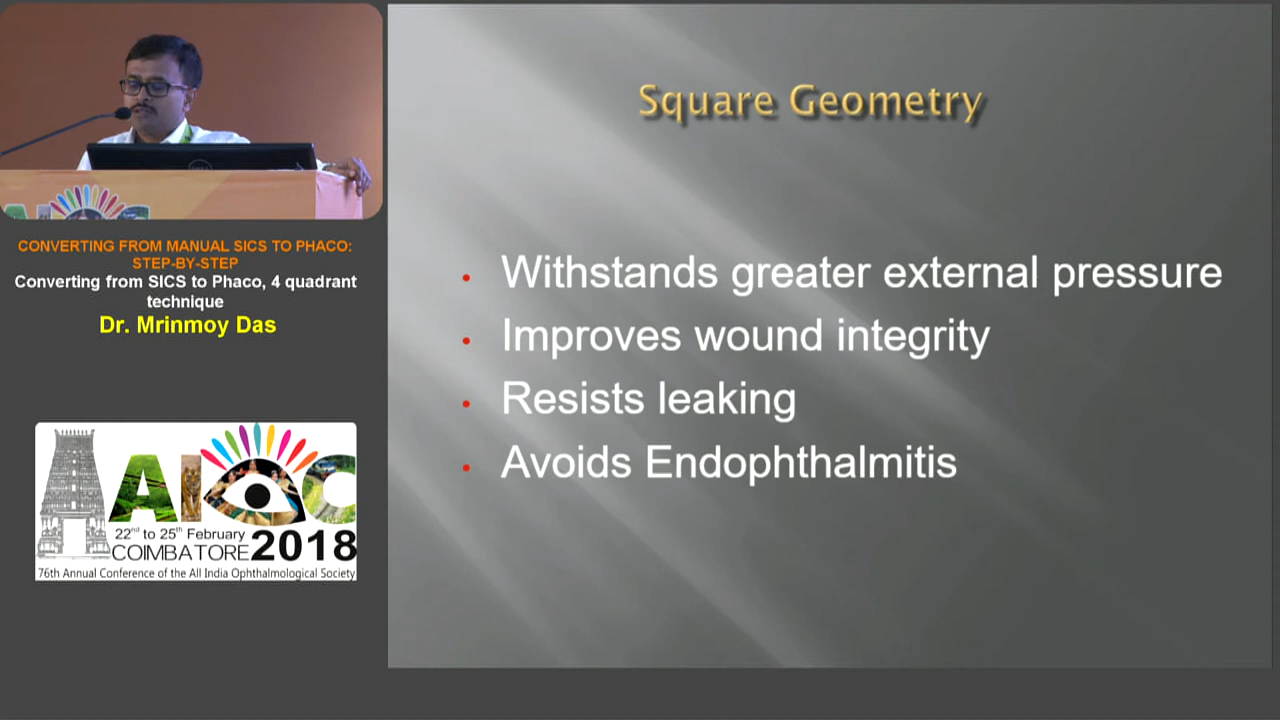 CONVERTING FROM MANUAL SICS TO PHACO:
STEP-BY-STEP
Converting from SICS to Phaco, 4 quadrant
technique
Dr. Mrinmoy Das
AIOC
22nd to 25th February
COIMBATORE 2018
76th Annual Conference of the All India Ophthalmological Society
Square Geometry
• Withstands greater external pressure
• Improves wound integrity
• Resists leaking
• Avoids Endophthalmitis